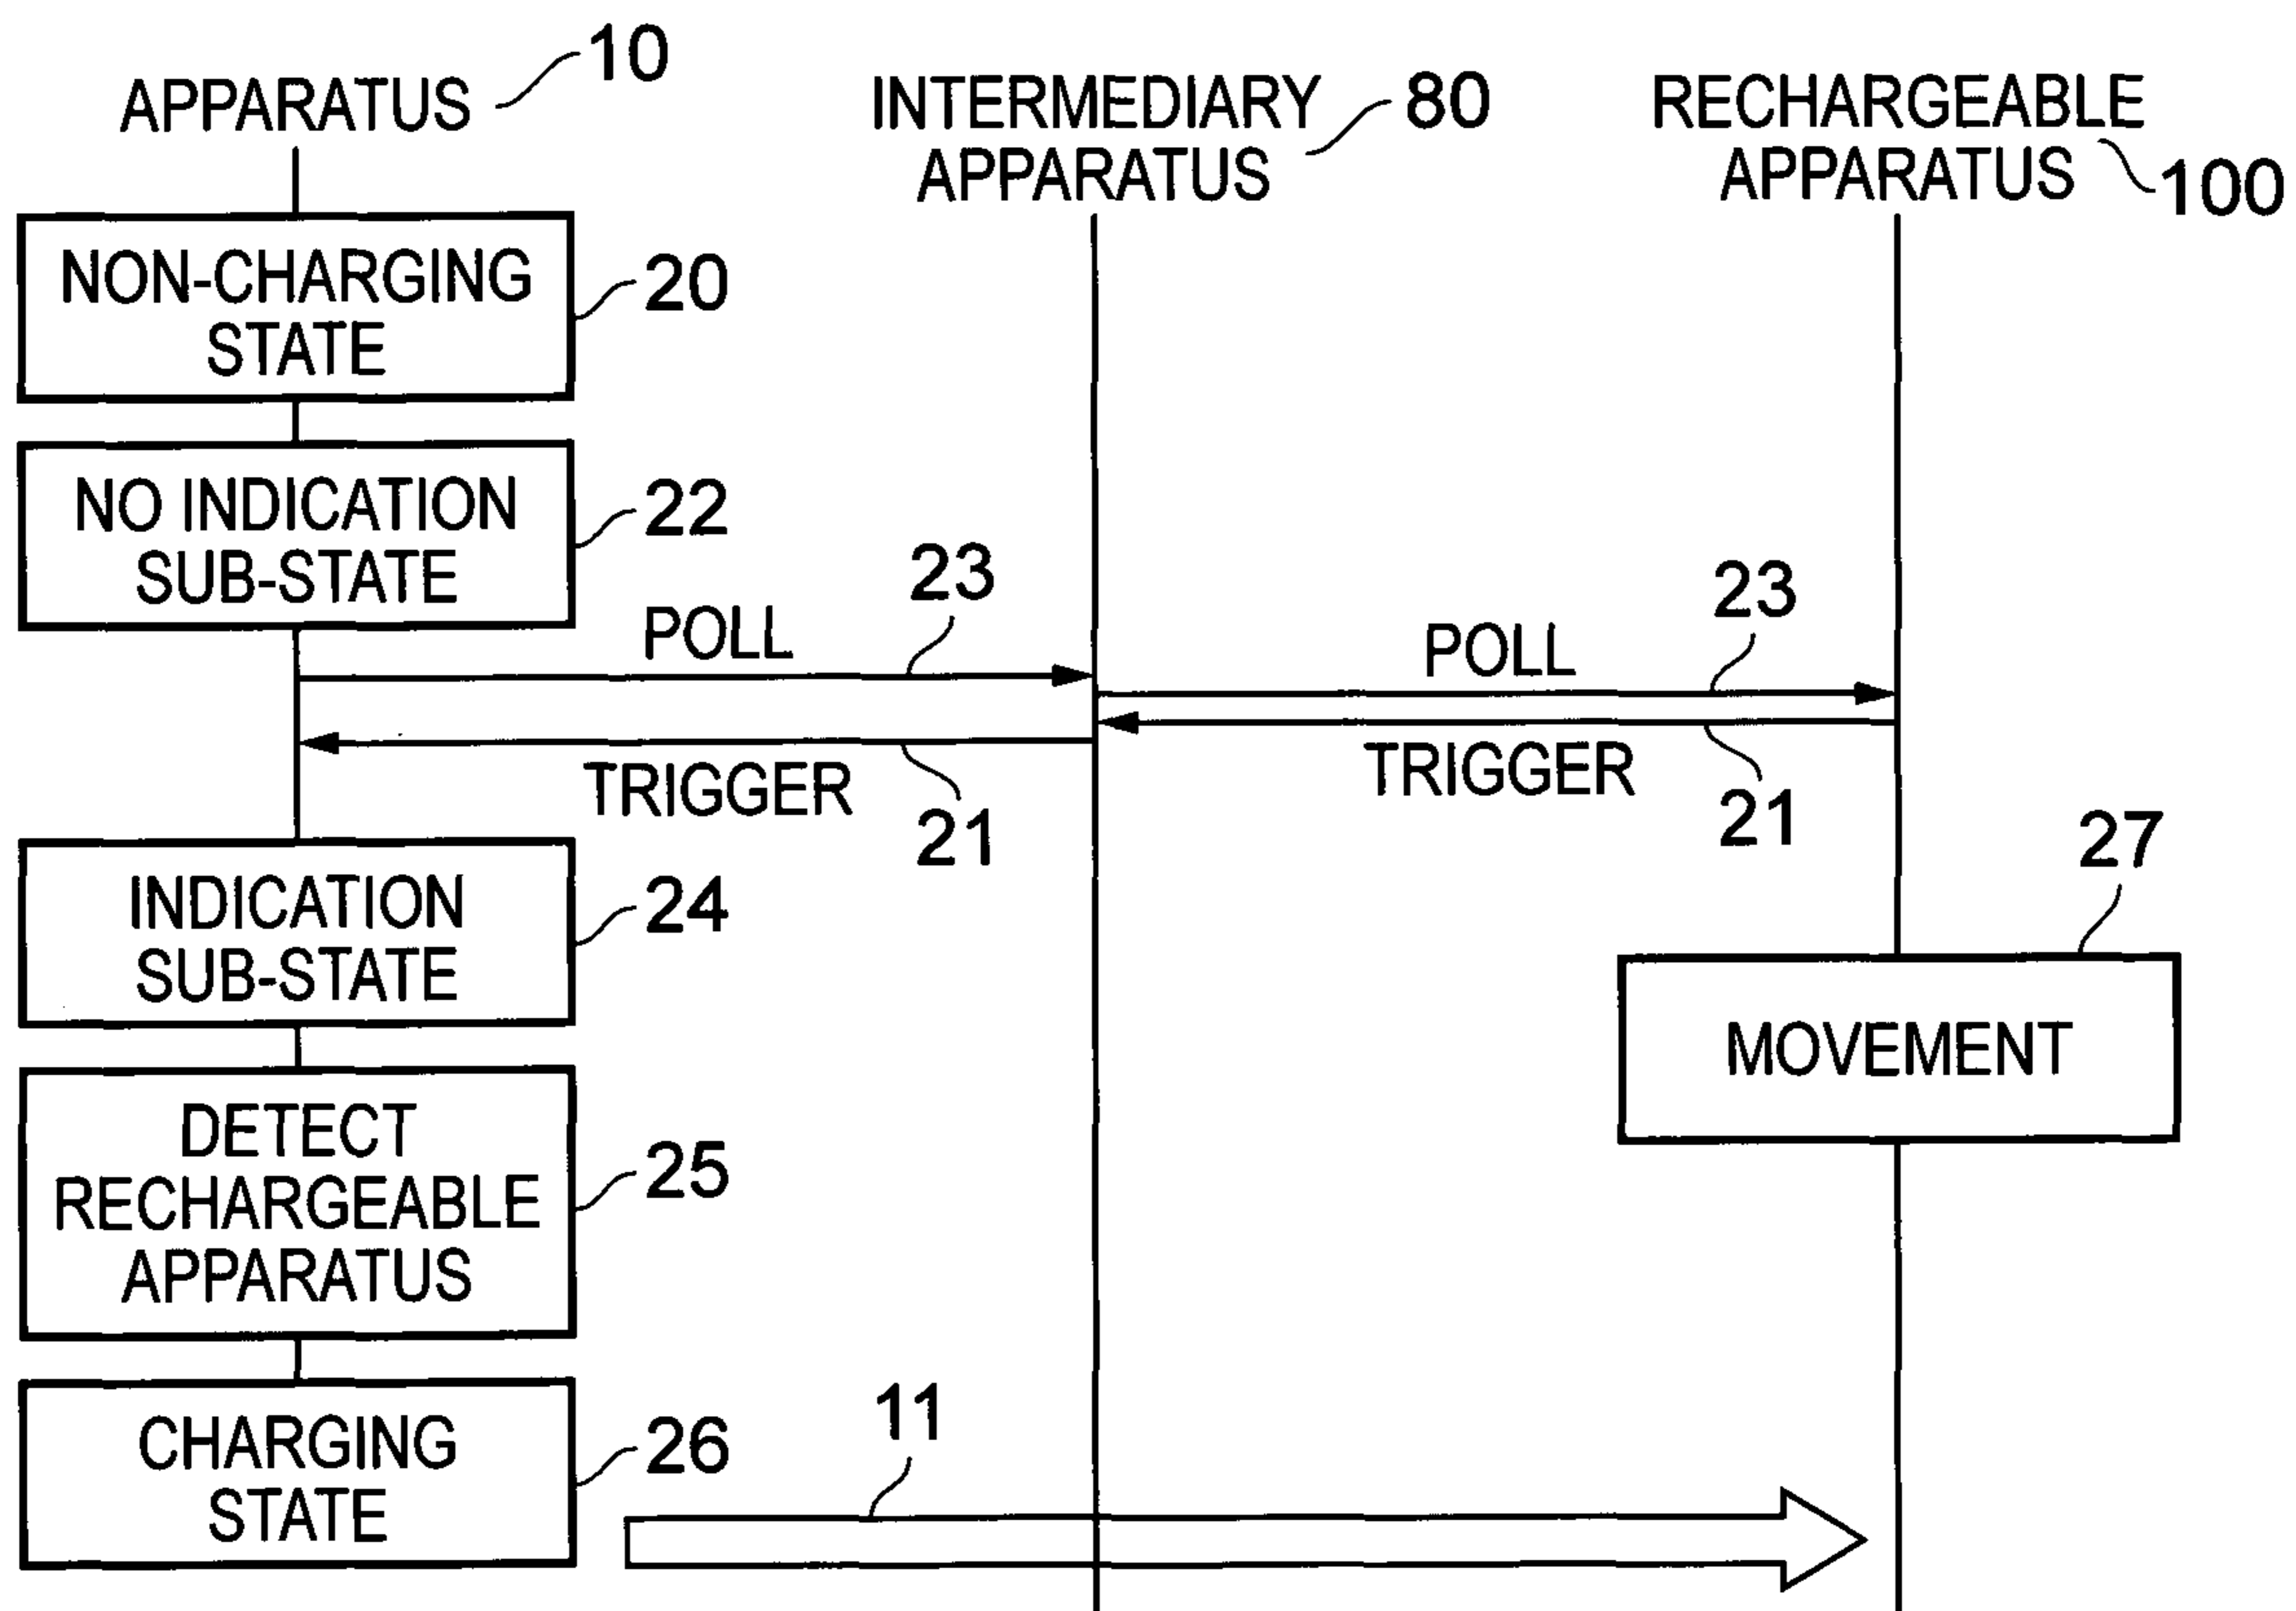 APPARATUS 10
INTERMEDIARY
APPARATUS 80
RECHARGEABLE
APPARATUS 100
NON-CHARGING
STATE
20
NO INDICATION
SUB-STATE
22
POLL 23
POLL 23
TRIGGER 21
TRIGGER 21
INDICATION
SUB-STATE
24
MOVEMENT
27
DETECT
RECHARGEABLE
APPARATUS
25
CHARGING
STATE
26
11